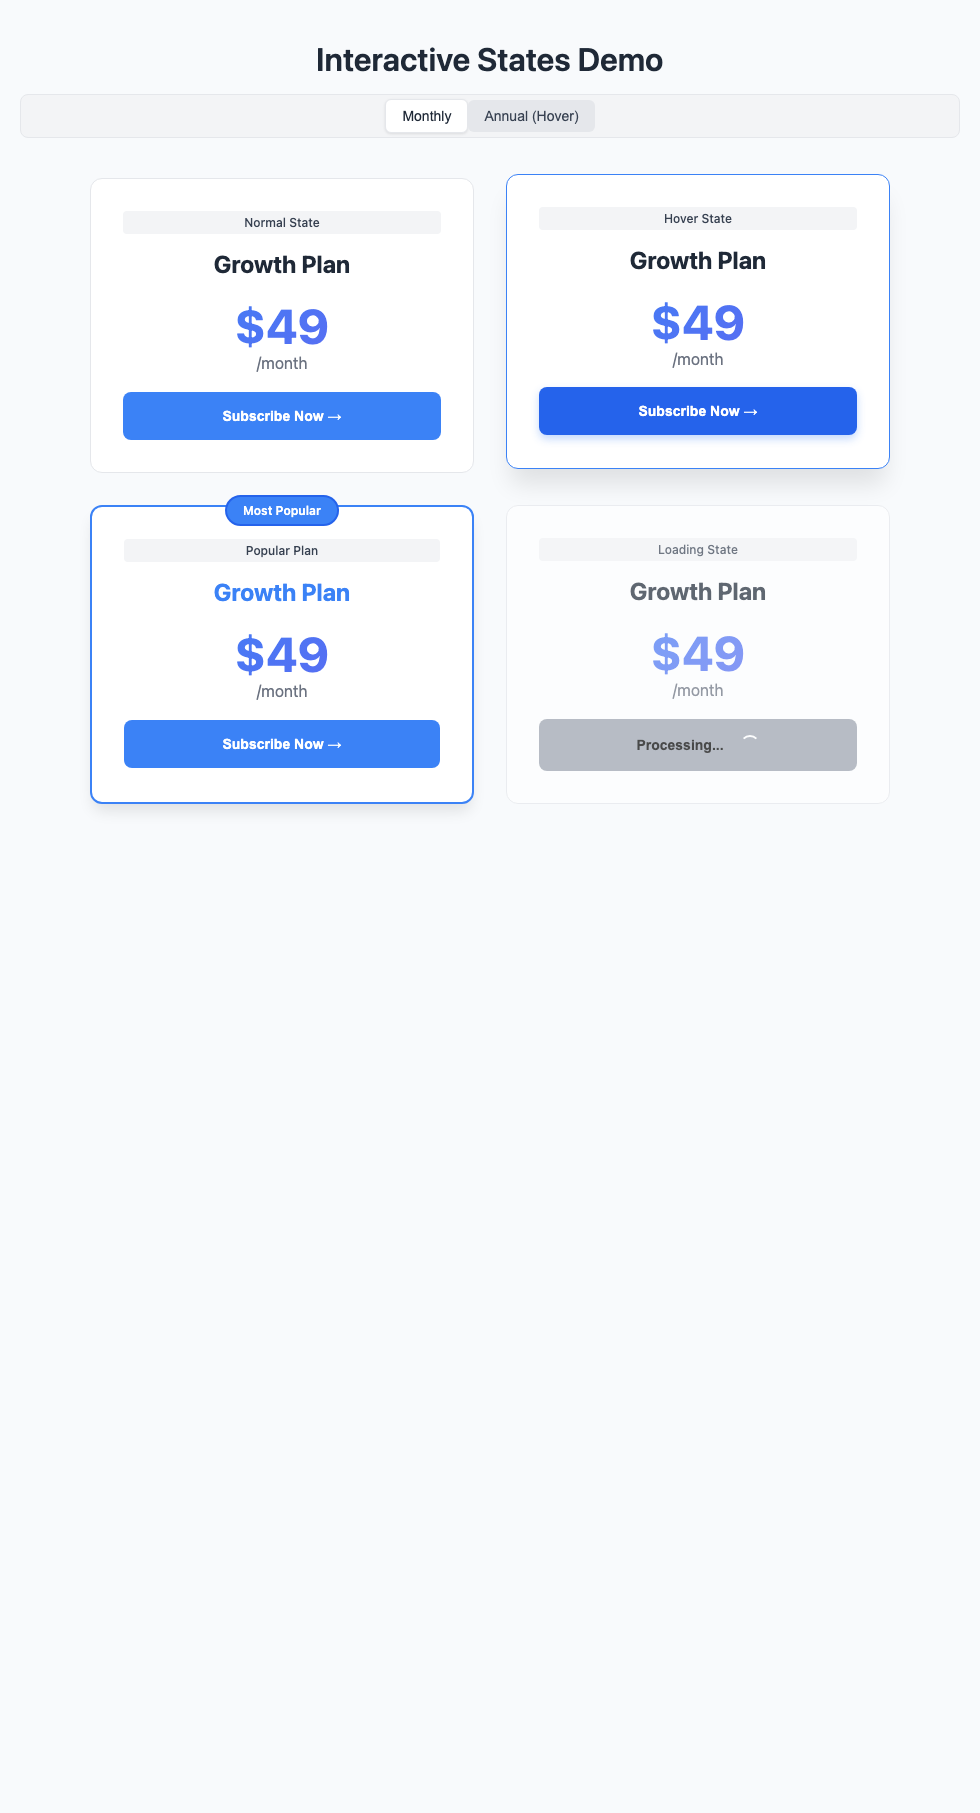 Interactive States Demo
Monthly
Annual (Hover)
Normal State
Growth Plan
$49
/month
Subscribe Now →
Hover State
Growth Plan
$49
/month
Subscribe Now →
Most Popular
Popular Plan
Growth Plan
$49
/month
Subscribe Now →
Loading State
Growth Plan
$49
/month
Processing...